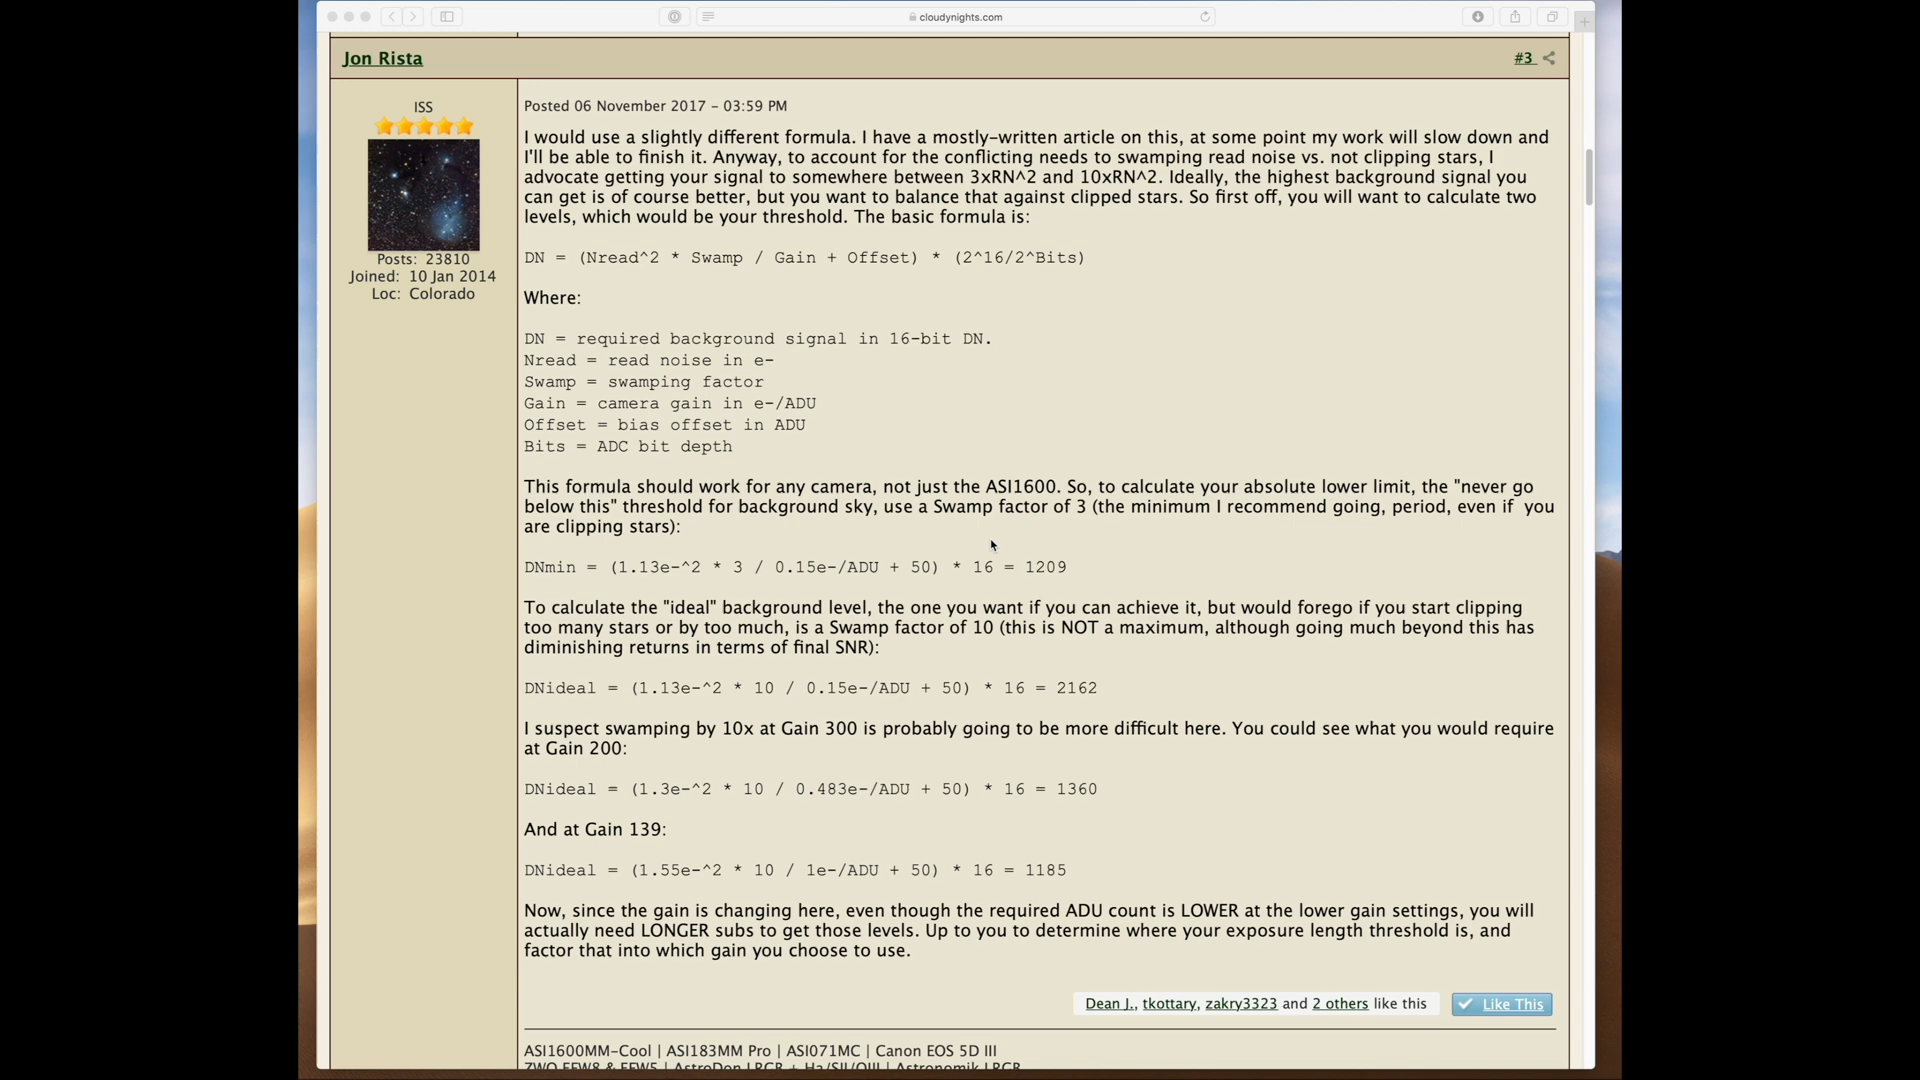 cloudynights.com
Jon Rista
#3
ISS
Posts: 23810
Joined: 10 Jan 2014
Loc: Colorado
Posted 06 November 2017 - 03:59 PM
I would use a slightly different formula. I have a mostly-written article on this, at some point my work will slow down and
I'll be able to finish it. Anyway, to account for the conflicting needs to swamping read noise vs. not clipping stars, I
advocate getting your signal to somewhere between 3xRN^2 and 10xRN^2. Ideally, the highest background signal you
can get is of course better, but you want to balance that against clipped stars. So first off, you will want to calculate two
levels, which would be your threshold. The basic formula is:
DN = (Nread^2 * Swamp / Gain + Offset) * (2^16/2^Bits)
Where:
DN = required background signal in 16-bit DN.
Nread = read noise in e-
Swamp = swamping factor
Gain = camera gain in e-/ADU
Offset = bias offset in ADU
Bits = ADC bit depth
This formula should work for any camera, not just the ASI1600. So, to calculate your absolute lower limit, the "never go
below this" threshold for background sky, use a Swamp factor of 3 (the minimum I recommend going, period, even if you
are clipping stars):
DNmin = (1.13e-^2 * 3 / 0.15e-/ADU + 50) * 16 = 1209
To calculate the "ideal" background level, the one you want if you can achieve it, but would forego if you start clipping
too many stars or by too much, is a Swamp factor of 10 (this is NOT a maximum, although going much beyond this has
diminishing returns in terms of final SNR):
DNideal = (1.13e-^2 * 10 / 0.15e-/ADU + 50) * 16 = 2162
I suspect swamping by 10x at Gain 300 is probably going to be more difficult here. You could see what you would require
at Gain 200:
DNideal = (1.3e-^2 * 10 / 0.483e-/ADU + 50) * 16 = 1360
And at Gain 139:
DNideal = (1.55e-^2 * 10 / 1e-/ADU + 50) * 16 = 1185
Now, since the gain is changing here, even though the required ADU count is LOWER at the lower gain settings, you will
actually need LONGER subs to get those levels. Up to you to determine where your exposure length threshold is, and
factor that into which gain you choose to use.
Dean J., tkottary, zakry3323 and 2 others like this
Like This
ASI1600MM-Cool | ASI183MM Pro | ASI071MC | Canon EOS 5D III
ZWO EFW8 & EFW5 | AstroDon LRGB + Ha/SII/OIII | Astronomik LRGB